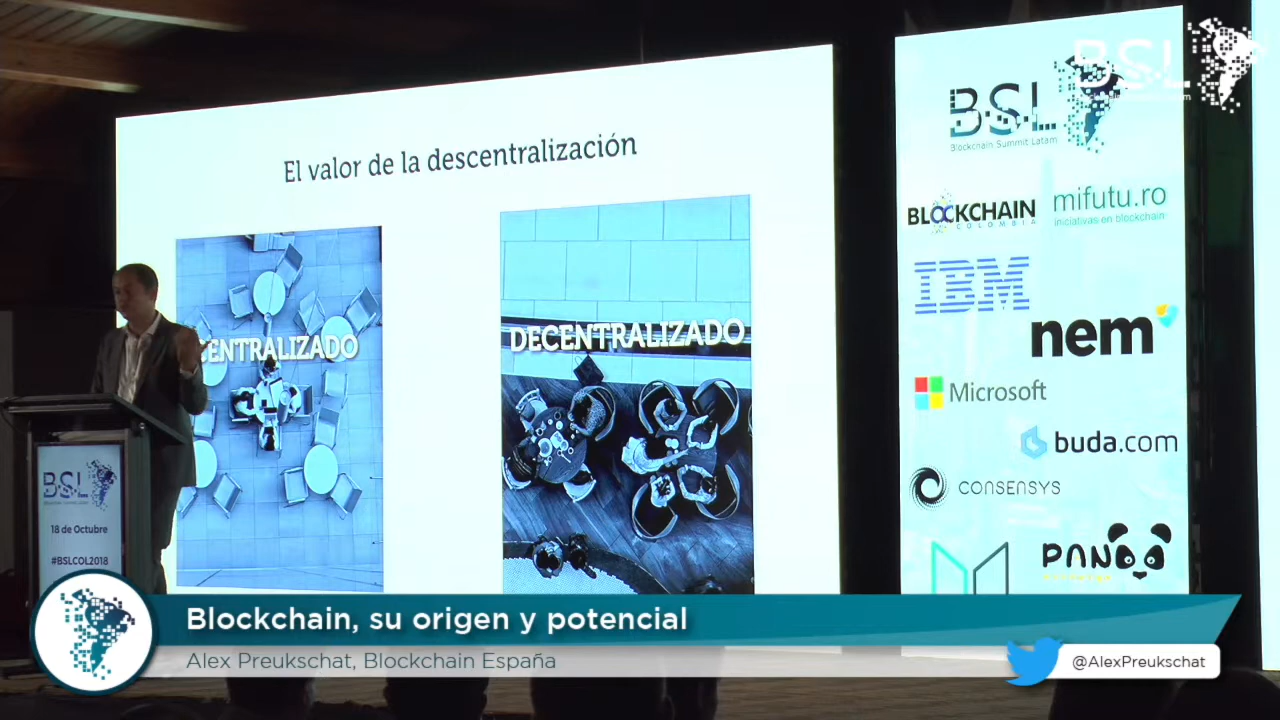 El valor de la descentralización
CENTRALIZADO
DECENTRALIZADO
BSL
BSL
Blockchain Summit Latam
BLOCKCHAIN
COLOMBIA
mifutu.ro
iniciativas en blockchain
IBM
nem
Microsoft
buda.com
CONSENSYS
PANDA
BSL
18 de Octubre
#BSLCOL2018
Blockchain, su origen y potencial
Alex Preukschat, Blockchain España
@AlexPreukschat